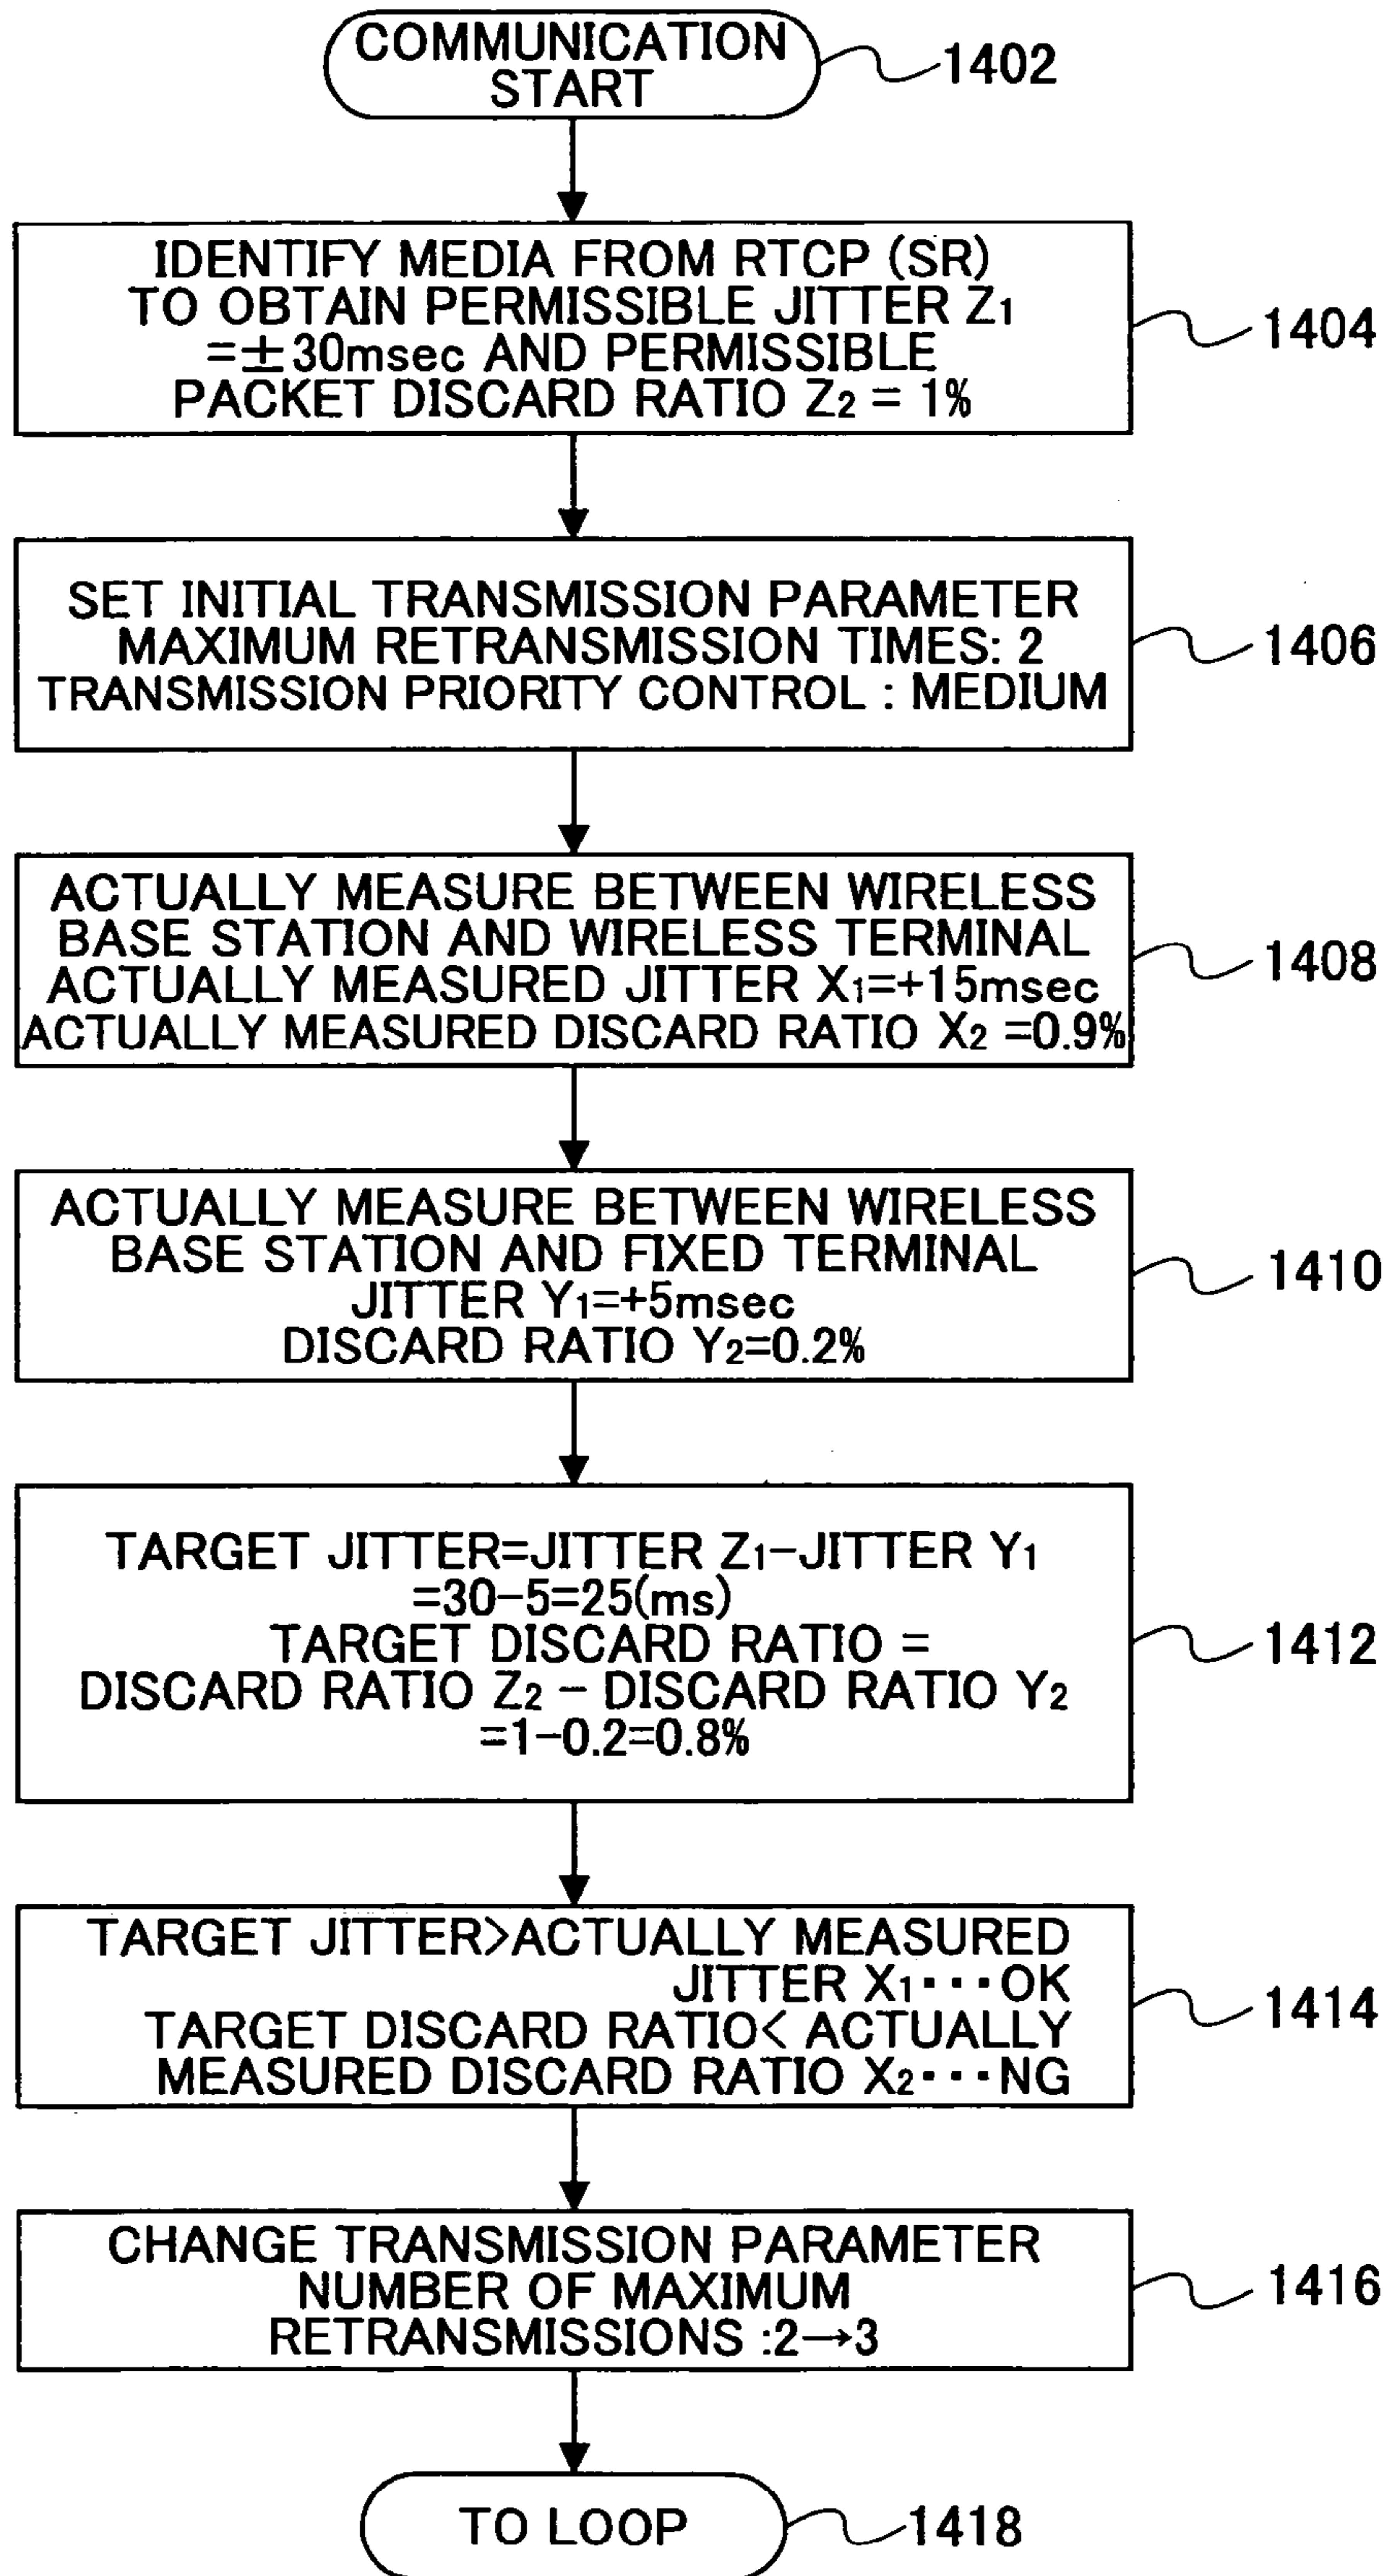 COMMUNICATION
START
1402
IDENTIFY MEDIA FROM RTCP (SR)
TO OBTAIN PERMISSIBLE JITTER Z1
=±30msec AND PERMISSIBLE
PACKET DISCARD RATIO Z2 = 1%
1404
SET INITIAL TRANSMISSION PARAMETER
MAXIMUM RETRANSMISSION TIMES: 2
TRANSMISSION PRIORITY CONTROL : MEDIUM
1406
ACTUALLY MEASURE BETWEEN WIRELESS
BASE STATION AND WIRELESS TERMINAL
ACTUALLY MEASURED JITTER X1=+15msec
ACTUALLY MEASURED DISCARD RATIO X2 =0.9%
1408
ACTUALLY MEASURE BETWEEN WIRELESS
BASE STATION AND FIXED TERMINAL
JITTER Y1=+5msec
DISCARD RATIO Y2=0.2%
1410
TARGET JITTER=JITTER Z1-JITTER Y1
=30-5=25(ms)
TARGET DISCARD RATIO =
DISCARD RATIO Z2 - DISCARD RATIO Y2
=1-0.2=0.8%
1412
TARGET JITTER>ACTUALLY MEASURED
JITTER X1・・・OK
TARGET DISCARD RATIO< ACTUALLY
MEASURED DISCARD RATIO X2・・・NG
1414
CHANGE TRANSMISSION PARAMETER
NUMBER OF MAXIMUM
RETRANSMISSIONS :2→3
1416
TO LOOP
1418